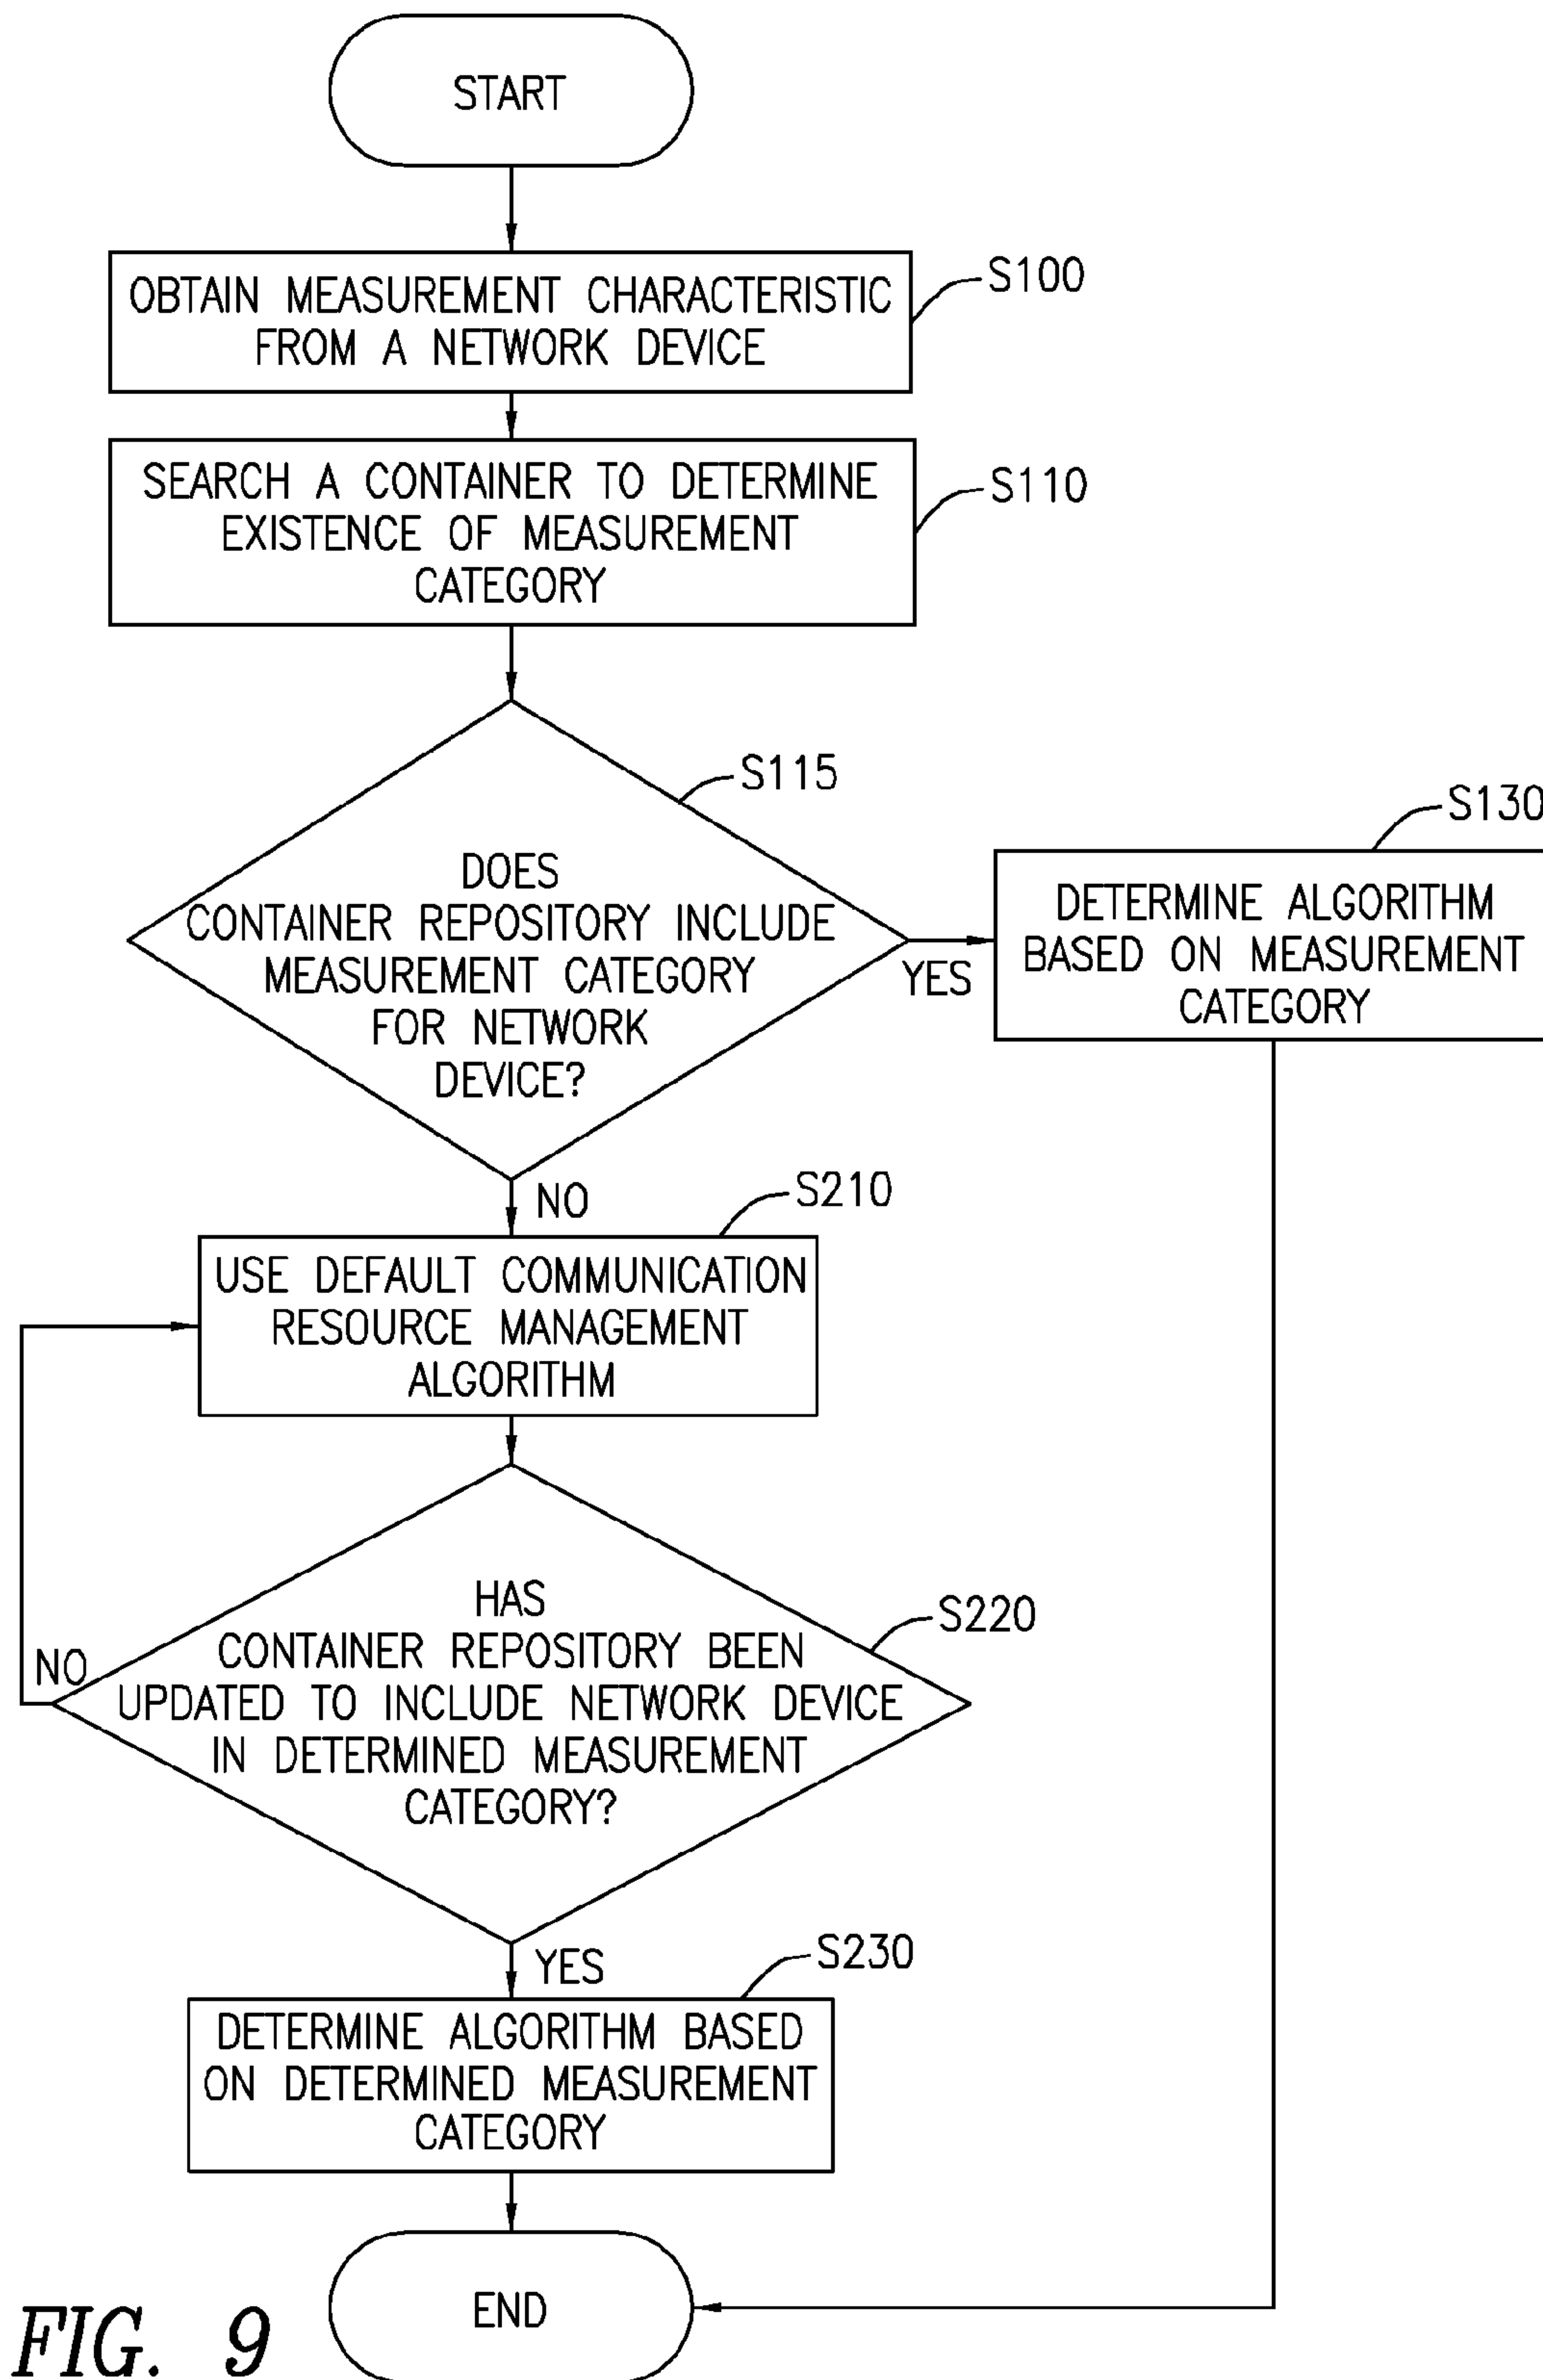 START
OBTAIN MEASUREMENT CHARACTERISTIC
FROM A NETWORK DEVICE
S100
SEARCH A CONTAINER TO DETERMINE
EXISTENCE OF MEASUREMENT
CATEGORY
S110
S115
DOES
CONTAINER REPOSITORY INCLUDE
MEASUREMENT CATEGORY
FOR NETWORK
DEVICE?
YES
S130
DETERMINE ALGORITHM
BASED ON MEASUREMENT
CATEGORY
NO
S210
USE DEFAULT COMMUNICATION
RESOURCE MANAGEMENT
ALGORITHM
HAS
CONTAINER REPOSITORY BEEN
UPDATED TO INCLUDE NETWORK DEVICE
IN DETERMINED MEASUREMENT
CATEGORY?
S220
NO
YES
S230
DETERMINE ALGORITHM BASED
ON DETERMINED MEASUREMENT
CATEGORY
END
FIG. 9